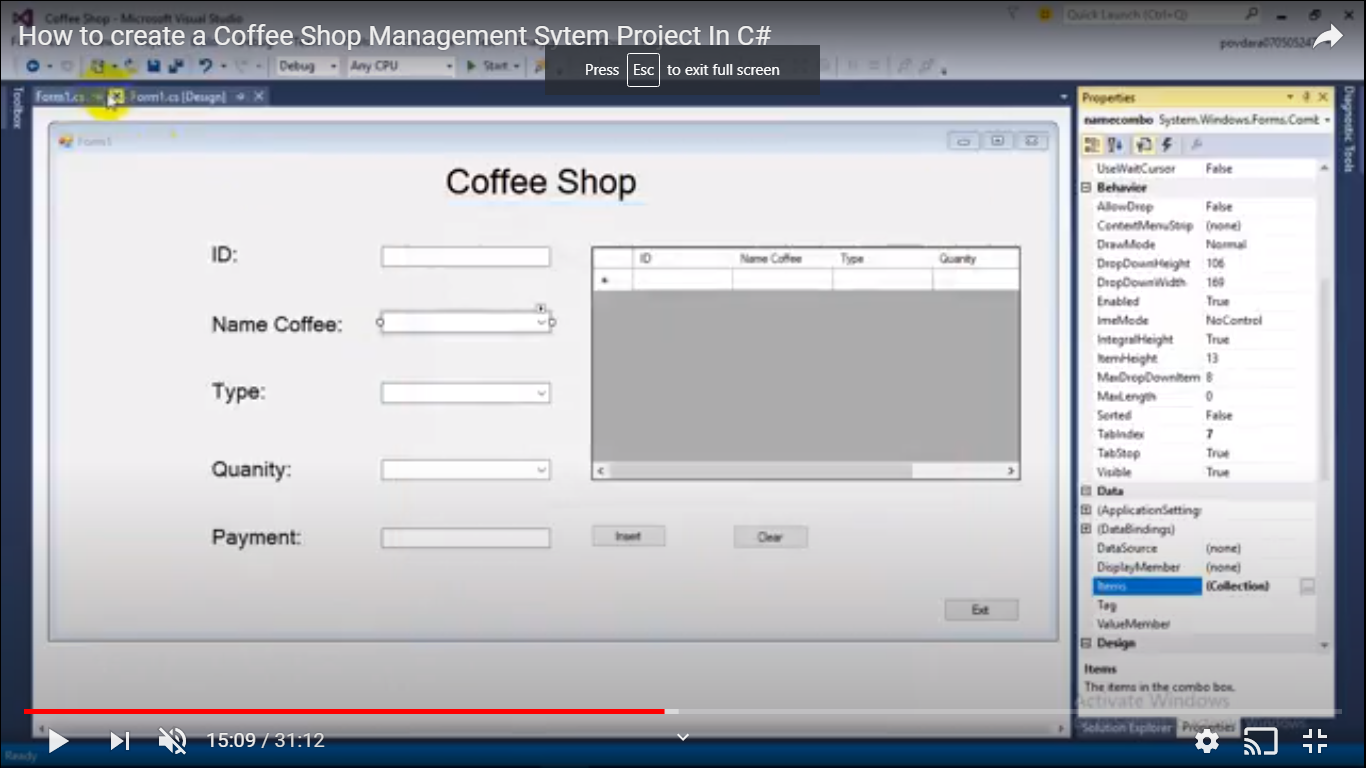 Coffee Shop - Microsoft Visual Studio
Quick Launch (Ctrl+Q)
How to create a Coffee Shop Management Sytem Project In C#
Press Esc to exit full screen
Debug Any CPU Start
Toolbox
Form1.cs Form1.cs [Design]
Form1
Coffee Shop
ID:
Name Coffee:
Type:
Quanity:
Payment:
ID Name Coffee Type Quanity
Insert Clear
Exit
Properties
namecombo System.Windows.Forms.Comb
UseWaitCursor False
Behavior
AllowDrop False
ContextMenuStrip (none)
DrawMode Normal
DropDownHeight 106
DropDownWidth 169
Enabled True
ImeMode NoControl
IntegralHeight True
ItemHeight 13
MaxDropDownItem 8
MaxLength 0
Sorted False
TabIndex 7
TabStop True
Visible True
Data
(ApplicationSetting
(DataBindings)
DataSource (none)
DisplayMember (none)
Items (Collection)
Tag
ValueMember
Design
Items
The items in the combo box.
Activate Windows
Solution Explorer Properties
Diagnostic Tools
15:09 / 31:12
Ready